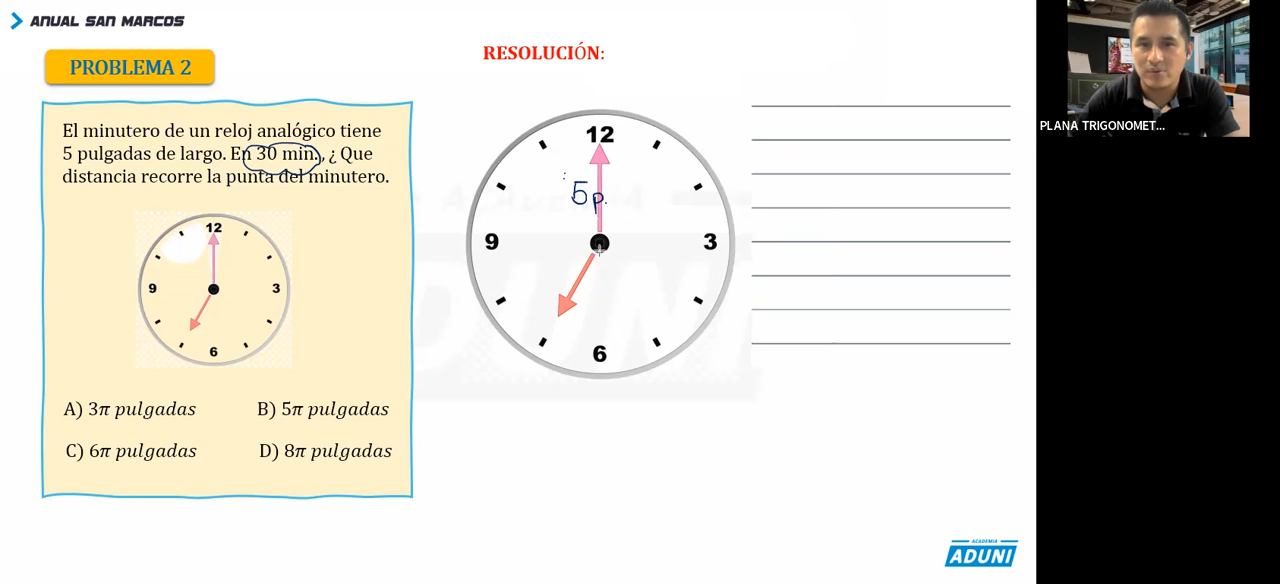 ANUAL SAN MARCOS
PROBLEMA 2
El minutero de un reloj analógico tiene
5 pulgadas de largo. En 30 min., ¿ Que
distancia recorre la punta del minutero.
12
9
3
6
A) 3π pulgadas
B) 5π pulgadas
C) 6π pulgadas
D) 8π pulgadas
RESOLUCIÓN:
12
5p.
9
3
6
ADUNI
ACADEMIA
ADUNI
PLANA TRIGONOMET...